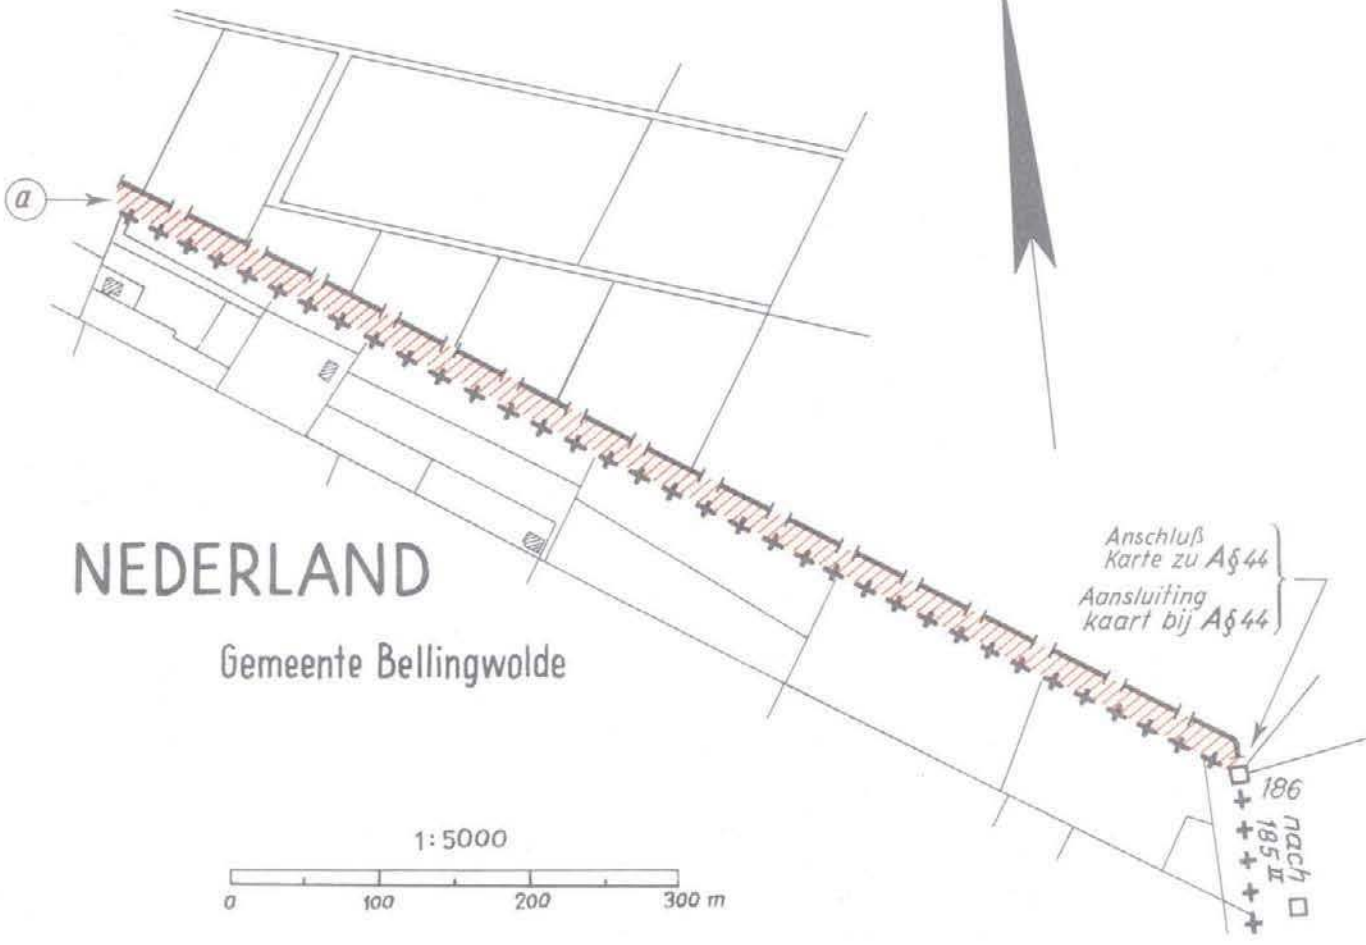 a
NEDERLAND
Gemeente Bellingwolde
Anschluß
Karte zu A§44
Aansluiting
kaart bij A§44
186
nach
185 II
1:5000
0 100 200 300 m